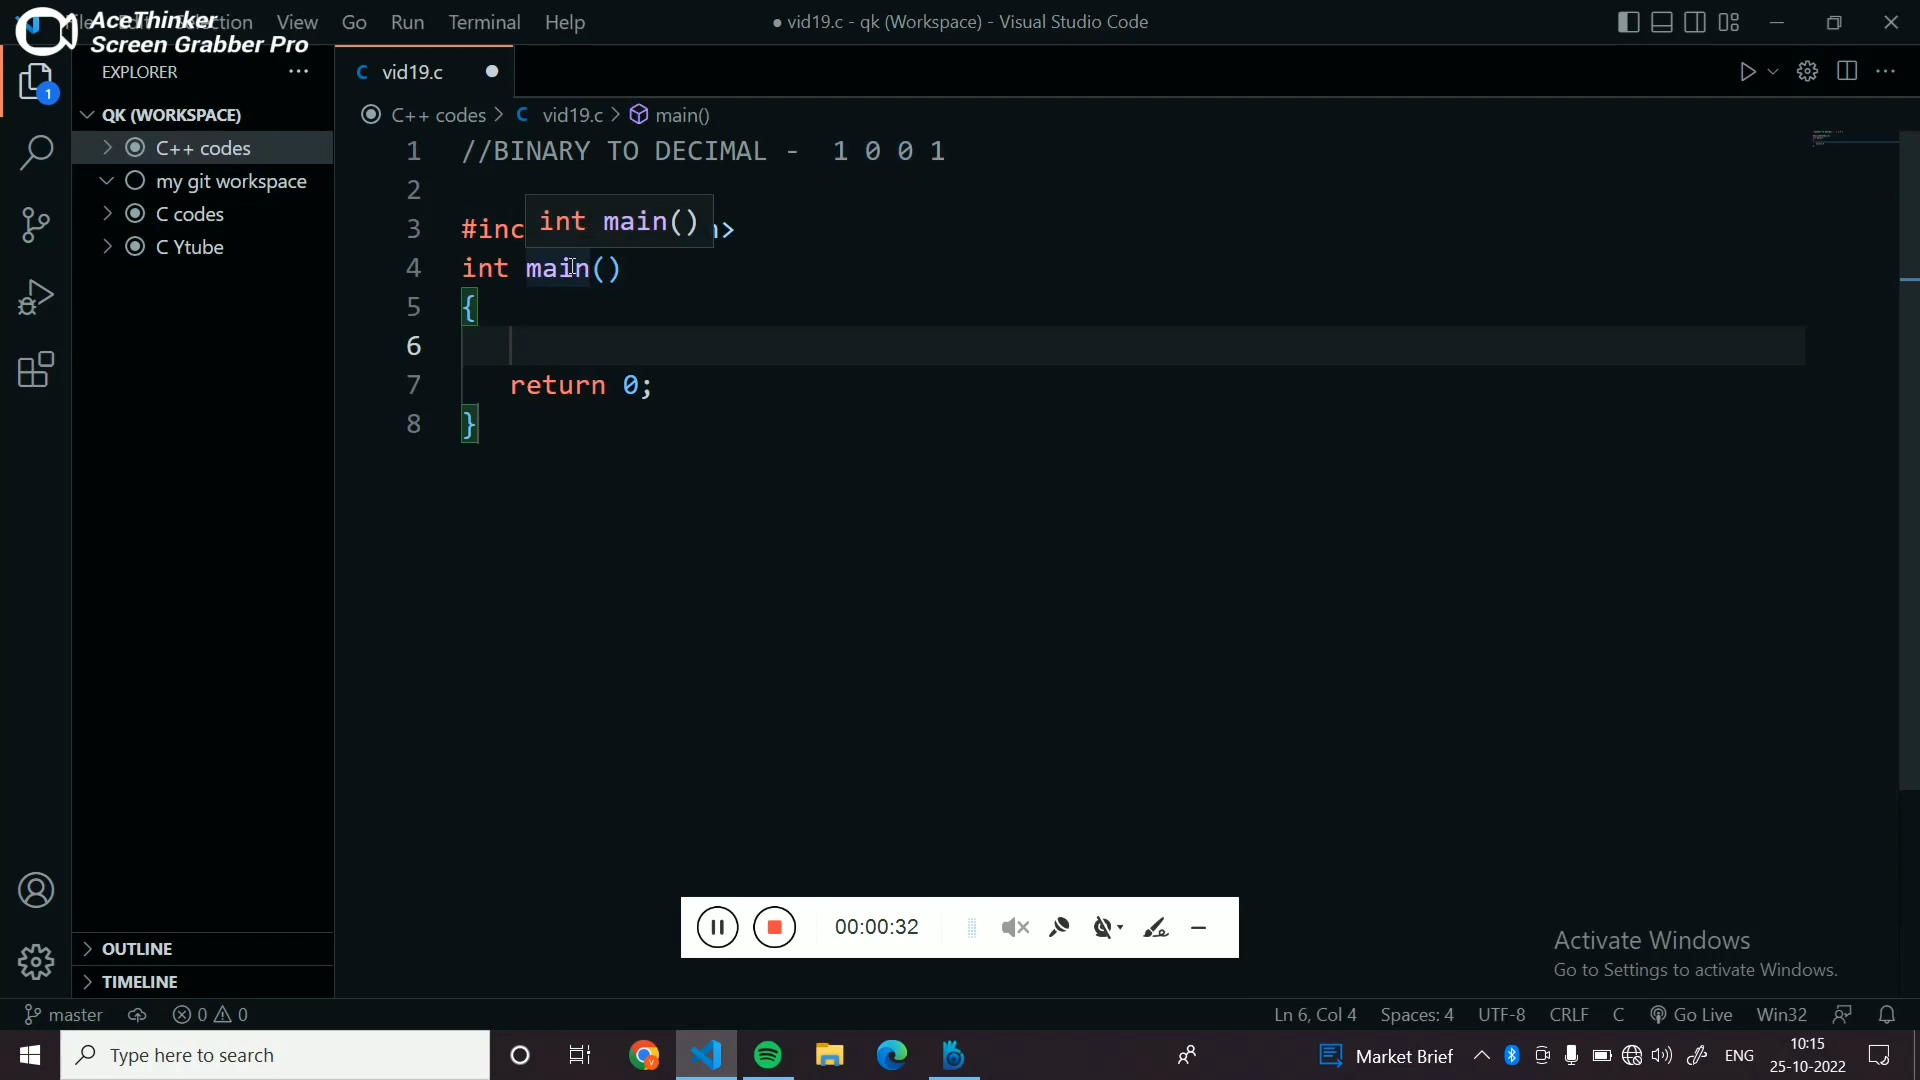 AceThinker
Screen Grabber Pro
View Go Run Terminal Help
● vid19.c - qk (Workspace) - Visual Studio Code
EXPLORER
C vid19.c
1
QK (WORKSPACE)
C++ codes
my git workspace
C codes
C Ytube
C++ codes > C vid19.c > main()
1 //BINARY TO DECIMAL - 1 0 0 1
2
int main()
3 #inc >
4 int main()
5 {
6
7 return 0;
8 }
00:00:32
OUTLINE
TIMELINE
Activate Windows
Go to Settings to activate Windows.
master 0 0
Ln 6, Col 4 Spaces: 4 UTF-8 CRLF C Go Live Win32
Type here to search
Market Brief
ENG
10:15
25-10-2022